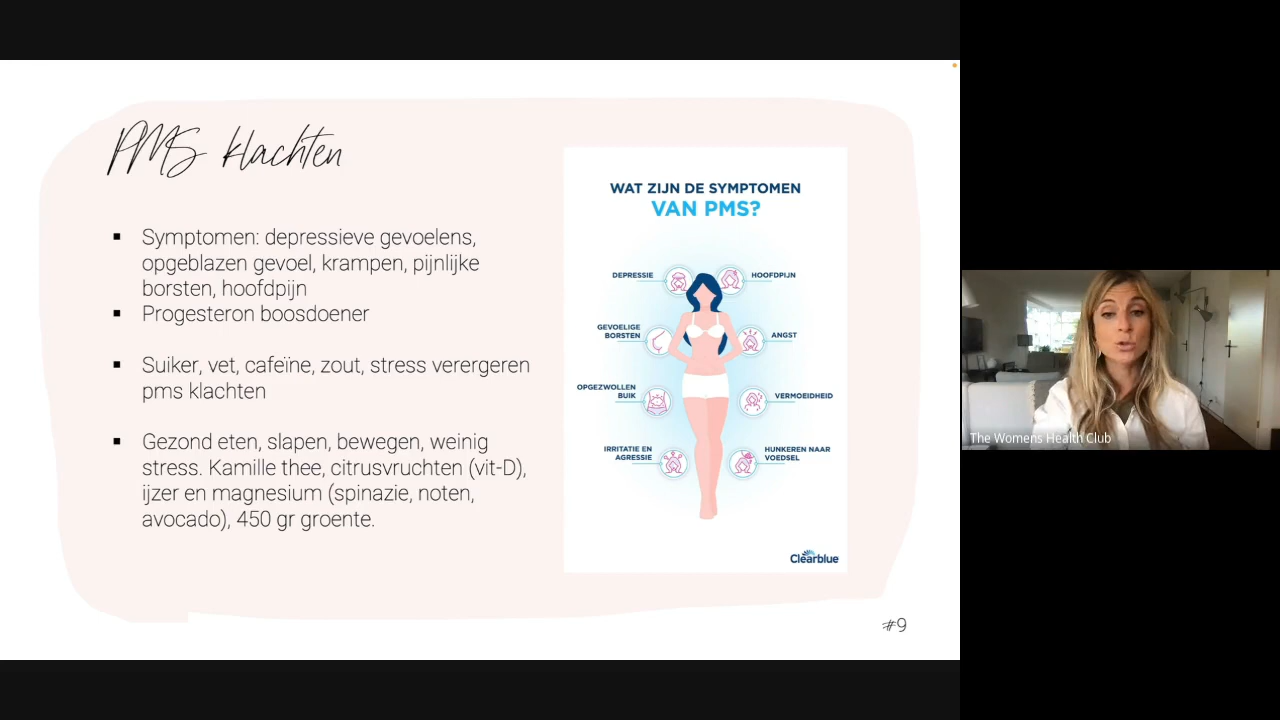 PMS klachten
▪ Symptomen: depressieve gevoelens,
opgeblazen gevoel, krampen, pijnlijke
borsten, hoofdpijn
▪ Progesteron boosdoener
▪ Suiker, vet, cafeïne, zout, stress verergeren
pms klachten
▪ Gezond eten, slapen, bewegen, weinig
stress. Kamille thee, citrusvruchten (vit-D),
ijzer en magnesium (spinazie, noten,
avocado), 450 gr groente.
WAT ZIJN DE SYMPTOMEN
VAN PMS?
DEPRESSIE
HOOFDPIJN
GEVOELIGE
BORSTEN
ANGST
OPGEZWOLLEN
BUIK
VERMOEIDHEID
IRRITATIE EN
AGRESSIE
HUNKEREN NAAR
VOEDSEL
Clearblue
#9
The Womens Health Club